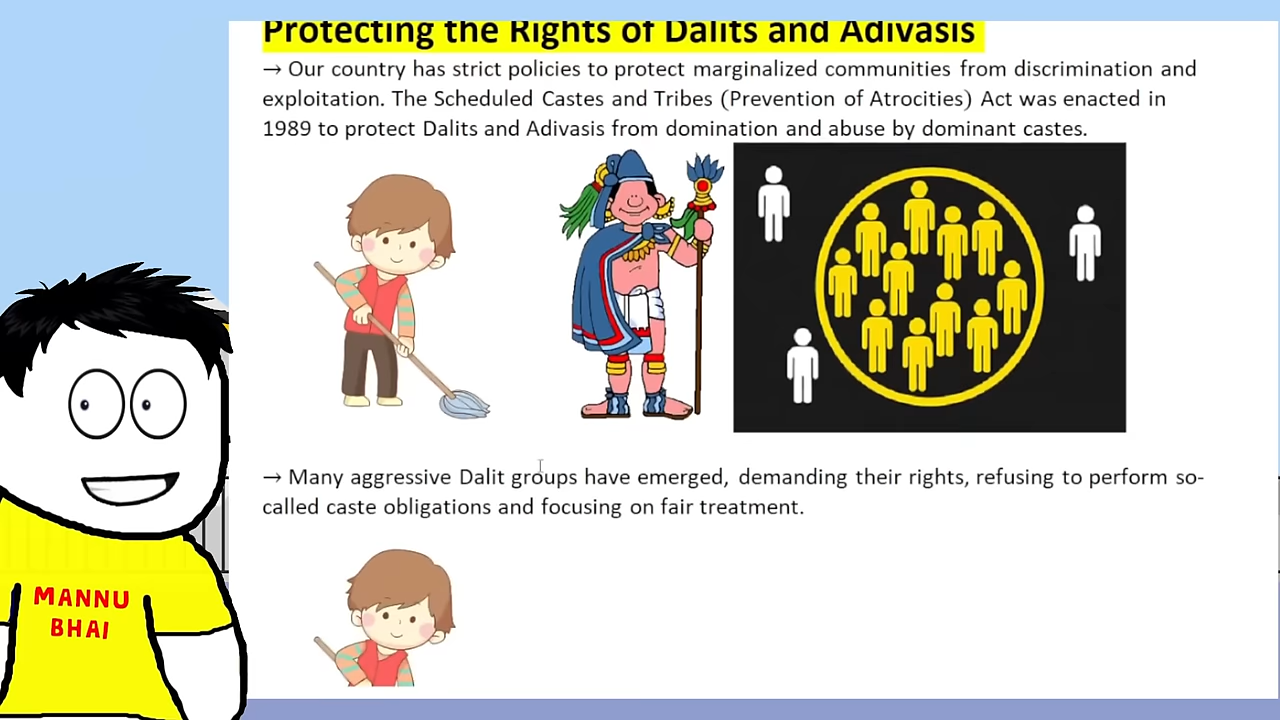 Protecting the Rights of Dalits and Adivasis
→ Our country has strict policies to protect marginalized communities from discrimination and
exploitation. The Scheduled Castes and Tribes (Prevention of Atrocities) Act was enacted in
1989 to protect Dalits and Adivasis from domination and abuse by dominant castes.
→ Many aggressive Dalit groups have emerged, demanding their rights, refusing to perform so-
called caste obligations and focusing on fair treatment.
MANNU
BHAI